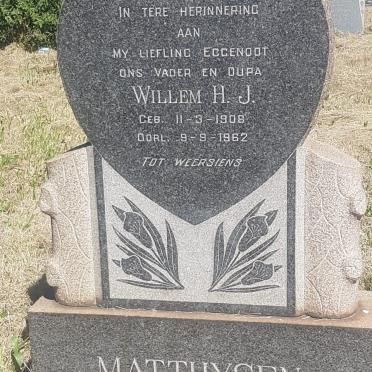 IN TERE HERINNERING
AAN
MY LIEFLING EGGENOOT
ONS VADER EN OUPA
WILLEM H. J.
GEB. 11-3-1908
OORL. 9-9-1962
TOT WEERSIENS
MATTHYSEN